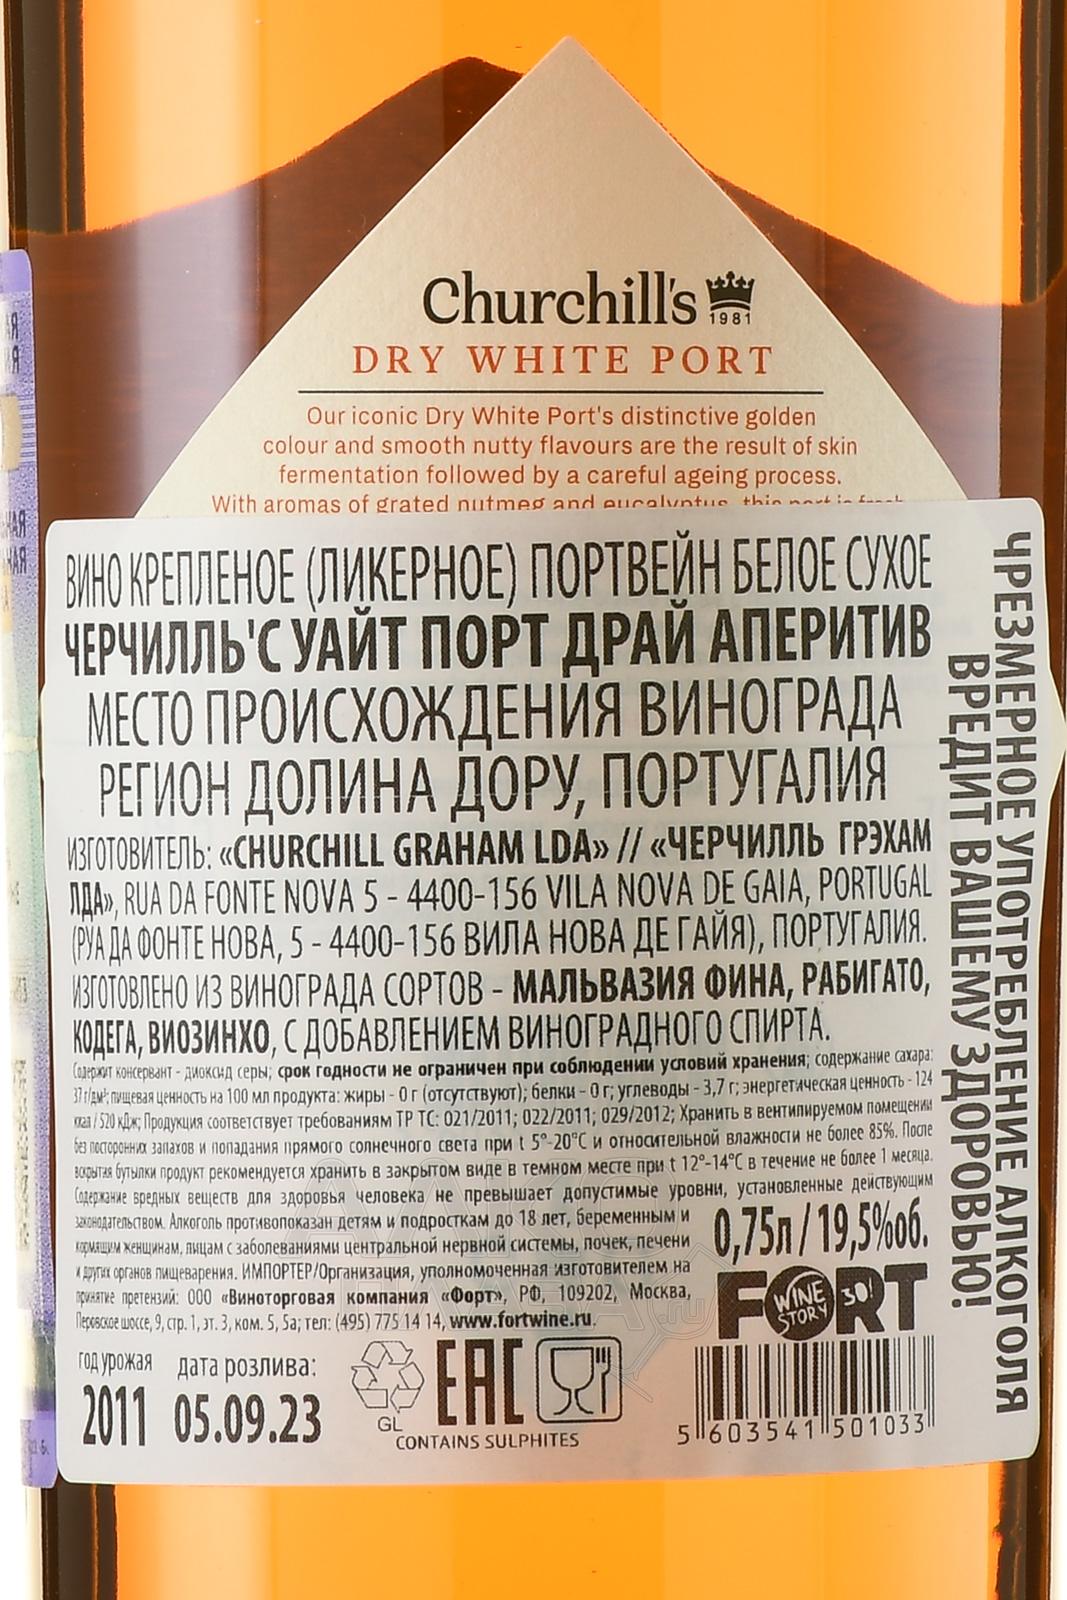 Churchill's
1981
DRY WHITE PORT
Our iconic Dry White Port's distinctive golden
colour and smooth nutty flavours are the result of skin
fermentation followed by a careful ageing process.
With aromas of grated nutmeg and eucalyptus, this port is fresh
ВИНО КРЕПЛЕНОЕ (ЛИКЕРНОЕ) ПОРТВЕЙН БЕЛОЕ СУХОЕ
ЧЕРЧИЛЛЬ'С УАЙТ ПОРТ ДРАЙ АПЕРИТИВ
МЕСТО ПРОИСХОЖДЕНИЯ ВИНОГРАДА
РЕГИОН ДОЛИНА ДОРУ, ПОРТУГАЛИЯ
ИЗГОТОВИТЕЛЬ: «CHURCHILL GRAHAM LDA» // «ЧЕРЧИЛЛЬ ГРЭХАМ
ЛДА», RUA DA FONTE NOVA 5 - 4400-156 VILA NOVA DE GAIA, PORTUGAL
(РУА ДА ФОНТЕ НОВА, 5 - 4400-156 ВИЛА НОВА ДЕ ГАЙЯ), ПОРТУГАЛИЯ.
ИЗГОТОВЛЕНО ИЗ ВИНОГРАДА СОРТОВ - МАЛЬВАЗИЯ ФИНА, РАБИГАТО,
КОДЕГА, ВИОЗИНХО, С ДОБАВЛЕНИЕМ ВИНОГРАДНОГО СПИРТА.
Содержит консервант - диоксид серы; срок годности не ограничен при соблюдении условий хранения; содержание сахара:
37 г/дм³; пищевая ценность на 100 мл продукта: жиры - 0 г (отсутствуют); белки - 0 г; углеводы - 3,7 г; энергетическая ценность - 124
ккал / 520 кДж; Продукция соответствует требованиям ТР ТС: 021/2011; 022/2011; 029/2012; Хранить в вентилируемом помещении
без посторонних запахов и попадания прямого солнечного света при t 5°-20°C и относительной влажности не более 85%. После
вскрытия бутылки продукт рекомендуется хранить в закрытом виде в темном месте при t 12°-14°C в течение не более 1 месяца.
Содержание вредных веществ для здоровья человека не превышает допустимые уровни, установленные действующим
законодательством. Алкоголь противопоказан детям и подросткам до 18 лет, беременным и
кормящим женщинам, лицам с заболеваниями центральной нервной системы, почек, печени
и других органов пищеварения. ИМПОРТЕР/Организация, уполномоченная изготовителем на
принятие претензий: ООО «Виноторговая компания «Форт», РФ, 109202, Москва,
Перовское шоссе, 9, стр. 1, эт. 3, ком. 5, 5а; тел: (495) 775 14 14, www.fortwine.ru.
0,75л / 19,5%об.
FORT
WINE
STORY
30!
год урожая
2011
дата розлива:
05.09.23
GL
EAC
CONTAINS SULPHITES
5 603541 501033
ЧРЕЗМЕРНОЕ УПОТРЕБЛЕНИЕ АЛКОГОЛЯ
ВРЕДИТ ВАШЕМУ ЗДОРОВЬЮ!